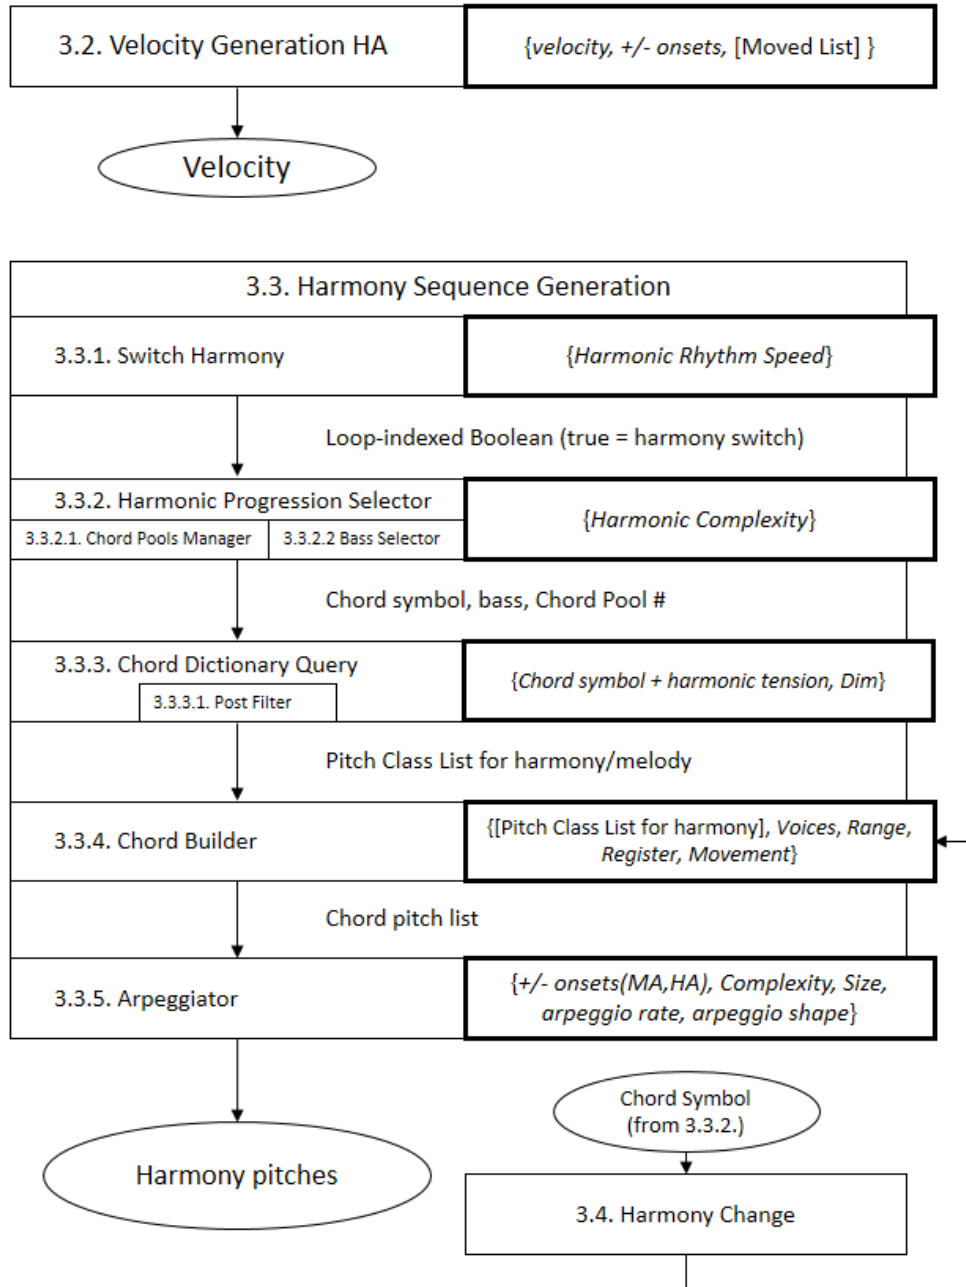 3.2. Velocity Generation HA
{velocity, +/- onsets, [Moved List] }
Velocity
3.3. Harmony Sequence Generation
3.3.1. Switch Harmony
{Harmonic Rhythm Speed}
Loop-indexed Boolean (true = harmony switch)
3.3.2. Harmonic Progression Selector
{Harmonic Complexity}
3.3.2.1. Chord Pools Manager
3.3.2.2 Bass Selector
Chord symbol, bass, Chord Pool #
3.3.3. Chord Dictionary Query
{Chord symbol + harmonic tension, Dim}
3.3.3.1. Post Filter
Pitch Class List for harmony/melody
3.3.4. Chord Builder
{[Pitch Class List for harmony], Voices, Range,
Register, Movement}
Chord pitch list
3.3.5. Arpeggiator
{+/- onsets(MA,HA), Complexity, Size,
arpeggio rate, arpeggio shape}
Chord Symbol
(from 3.3.2.)
Harmony pitches
3.4. Harmony Change